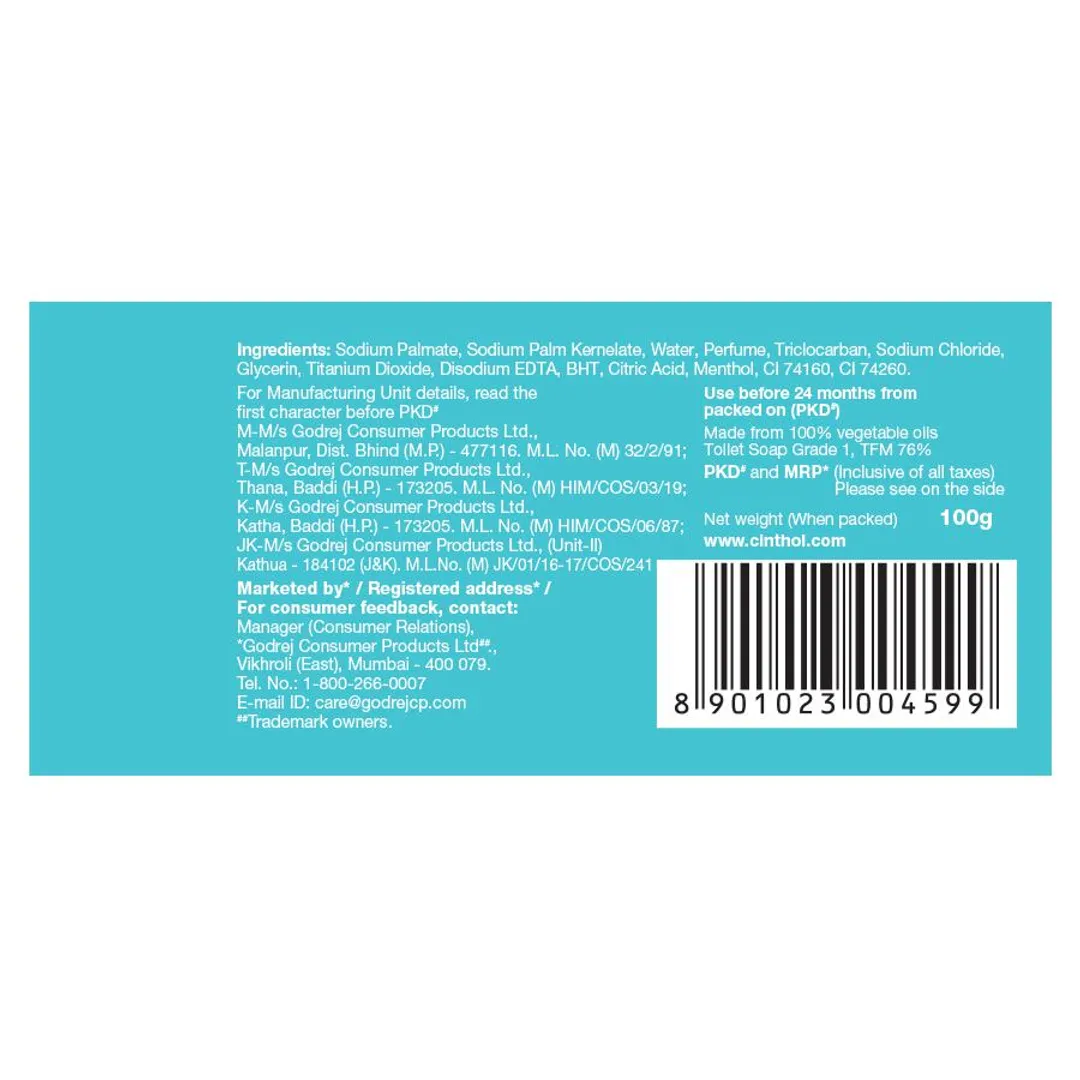 Ingredients: Sodium Palmate, Sodium Palm Kernelate, Water, Perfume, Triclocarban, Sodium Chloride,
Glycerin, Titanium Dioxide, Disodium EDTA, BHT, Citric Acid, Menthol, CI 74160, CI 74260.
For Manufacturing Unit details, read the
first character before PKD#
M-M/s Godrej Consumer Products Ltd.,
Malanpur, Dist. Bhind (M.P.) - 477116. M.L. No. (M) 32/2/91;
T-M/s Godrej Consumer Products Ltd.,
Thana, Baddi (H.P.) - 173205. M.L. No. (M) HIM/COS/03/19;
K-M/s Godrej Consumer Products Ltd.,
Katha, Baddi (H.P.) - 173205. M.L. No. (M) HIM/COS/06/87;
JK-M/s Godrej Consumer Products Ltd., (Unit-II)
Kathua - 184102 (J&K). M.L.No. (M) JK/01/16-17/COS/241
Marketed by* / Registered address* /
For consumer feedback, contact:
Manager (Consumer Relations),
*Godrej Consumer Products Ltd##.,
Vikhroli (East), Mumbai - 400 079.
Tel. No.: 1-800-266-0007
E-mail ID: care@godrejcp.com
##Trademark owners.
Use before 24 months from
packed on (PKD#)
Made from 100% vegetable oils
Toilet Soap Grade 1, TFM 76%
PKD# and MRP* (Inclusive of all taxes)
Please see on the side
Net weight (When packed) 100g
www.cinthol.com
8 901023 004599